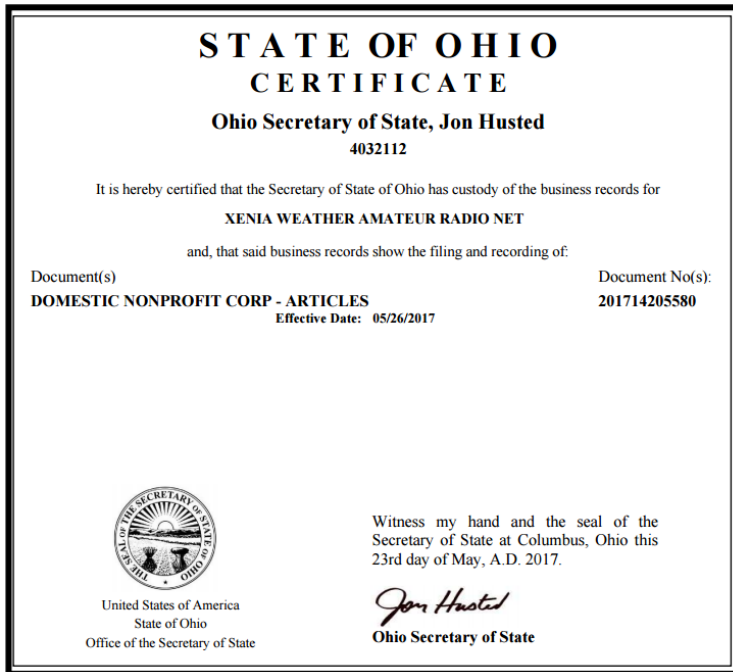 STATE OF OHIO
CERTIFICATE
Ohio Secretary of State, Jon Husted
4032112
It is hereby certified that the Secretary of State of Ohio has custody of the business records for
XENIA WEATHER AMATEUR RADIO NET
and, that said business records show the filing and recording of:
Document(s) Document No(s):
DOMESTIC NONPROFIT CORP - ARTICLES 201714205580
Effective Date: 05/26/2017
THE SEAL OF THE SECRETARY OF STATE OF OHIO
United States of America
State of Ohio
Office of the Secretary of State
Witness my hand and the seal of the
Secretary of State at Columbus, Ohio this
23rd day of May, A.D. 2017.
Jon Husted
Ohio Secretary of State